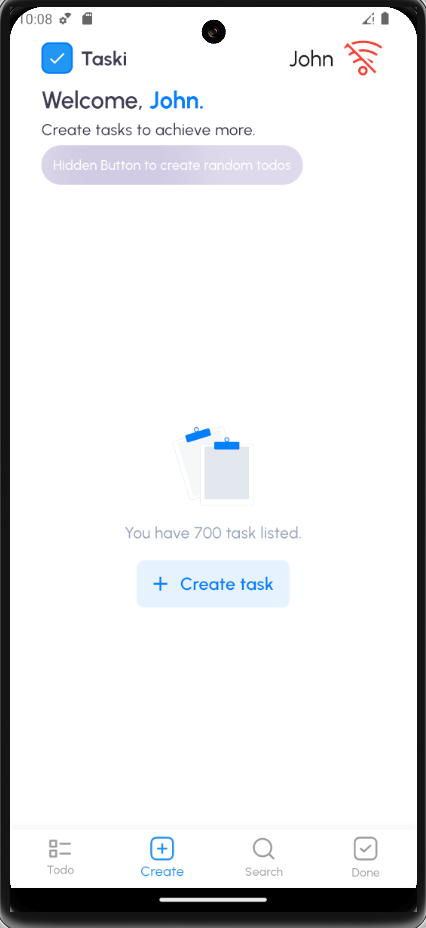 10:08
Taski
John
Welcome, John.
Create tasks to achieve more.
Hidden Button to create random todos
You have 700 task listed.
+ Create task
Todo
Create
Search
Done